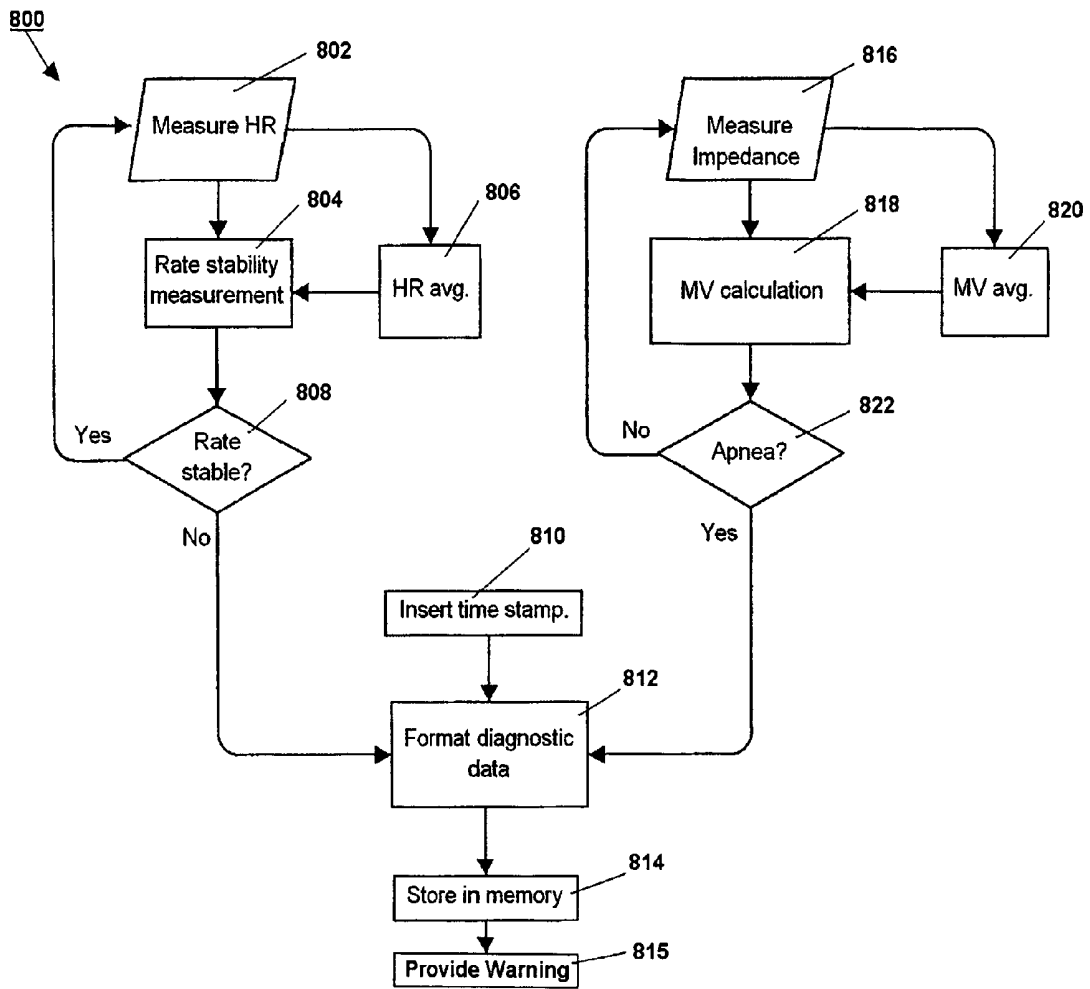 800
802
Measure HR
804
Rate stability
measurement
806
HR avg.
808
Rate
stable?
Yes
No
816
Measure
Impedance
818
MV calculation
820
MV avg.
822
Apnea?
No
Yes
810
Insert time stamp.
812
Format diagnostic
data
814
Store in memory
815
Provide Warning